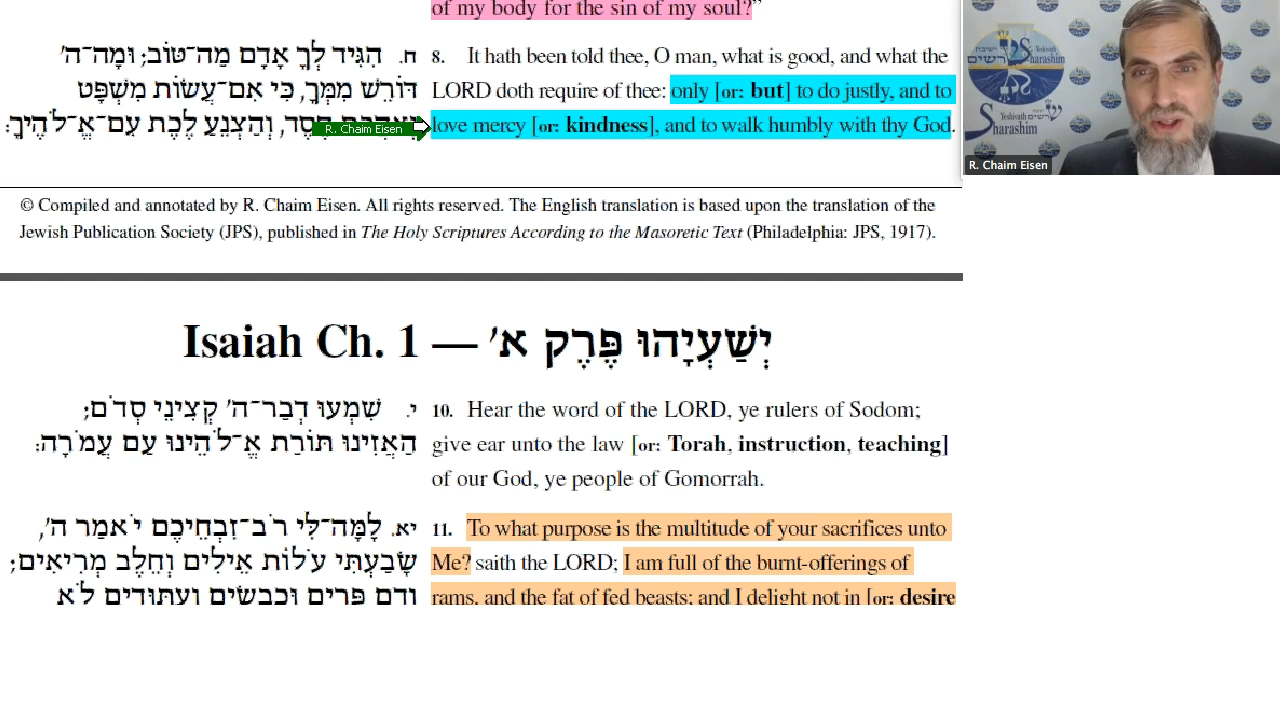 of my body for the sin of my soul?”
ח. הִגִּיד לְךָ אָדָם מַה־טּוֹב; וּמָה־ה'
דּוֹרֵשׁ מִמְּךָ, כִּי אִם־עֲשׂוֹת מִשְׁפָּט
חֶסֶד, וְהַצְנֵעַ לֶכֶת עִם־אֱ־לֹהֶיךָ:
R. Chaim Eisen
8. It hath been told thee, O man, what is good, and what the
LORD doth require of thee: only [or: but] to do justly, and to
love mercy [or: kindness], and to walk humbly with thy God.
© Compiled and annotated by R. Chaim Eisen. All rights reserved. The English translation is based upon the translation of the
Jewish Publication Society (JPS), published in The Holy Scriptures According to the Masoretic Text (Philadelphia: JPS, 1917).
Isaiah Ch. 1 — יְשַׁעְיָהוּ פֶּרֶק א'
י. שִׁמְעוּ דְבַר־ה' קְצִינֵי סְדֹם;
הַאֲזִינוּ תּוֹרַת אֱ־לֹהֵינוּ עַם עֲמֹרָה:
10. Hear the word of the LORD, ye rulers of Sodom;
give ear unto the law [or: Torah, instruction, teaching]
of our God, ye people of Gomorrah.
יא. לָמָּה־לִּי רֹב־זִבְחֵיכֶם יֹאמַר ה',
שָׂבַעְתִּי עֹלוֹת אֵילִים וְחֵלֶב מְרִיאִים;
וְדַם פָּרִים וּכְבָשִׂים וְעַתּוּדִים לֹא
11. To what purpose is the multitude of your sacrifices unto
Me? saith the LORD; I am full of the burnt-offerings of
rams, and the fat of fed beasts; and I delight not in [or: desire
Yeshivath
Sharashim
Yeshivath
Sharashim
R. Chaim Eisen